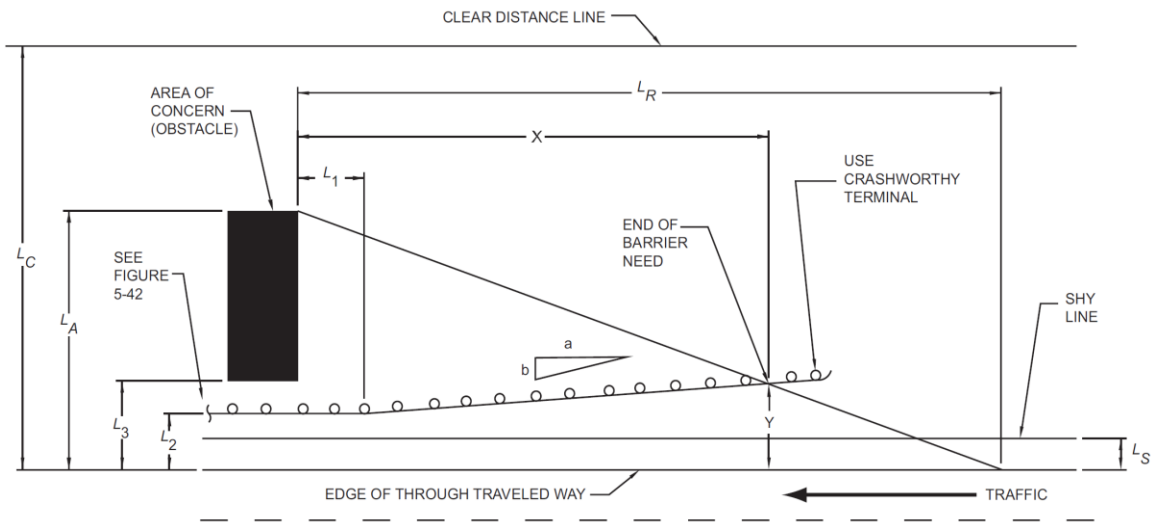 CLEAR DISTANCE LINE
AREA OF
CONCERN
(OBSTACLE)
L_R
X
L_1
USE
CRASHWORTHY
TERMINAL
END OF
BARRIER
NEED
SEE
FIGURE
5-42
L_C
L_A
SHY
LINE
a
b
L_3
L_2
Y
L_S
EDGE OF THROUGH TRAVELED WAY
TRAFFIC